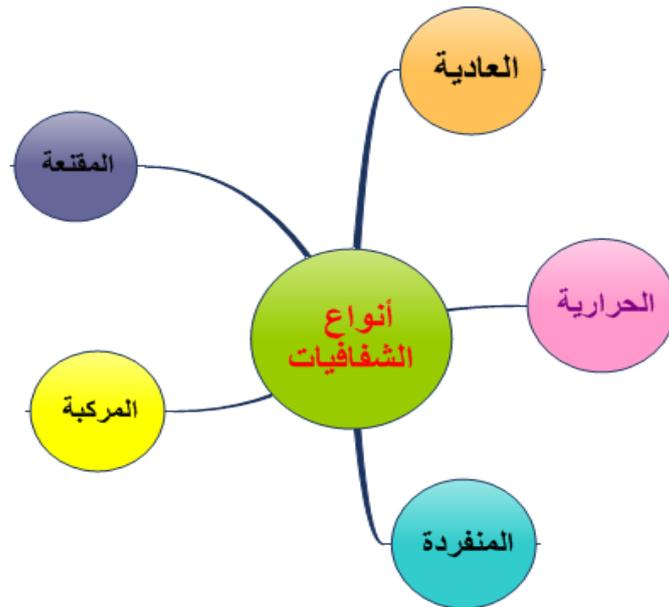 العادية
المقنعة
أنواع
الشفافيات
الحرارية
المركبة
المنفردة